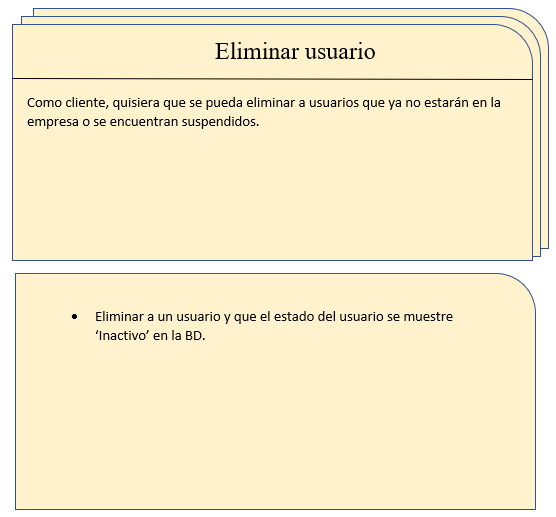 Eliminar usuario
Como cliente, quisiera que se pueda eliminar a usuarios que ya no estarán en la
empresa o se encuentran suspendidos.
• Eliminar a un usuario y que el estado del usuario se muestre
‘Inactivo’ en la BD.